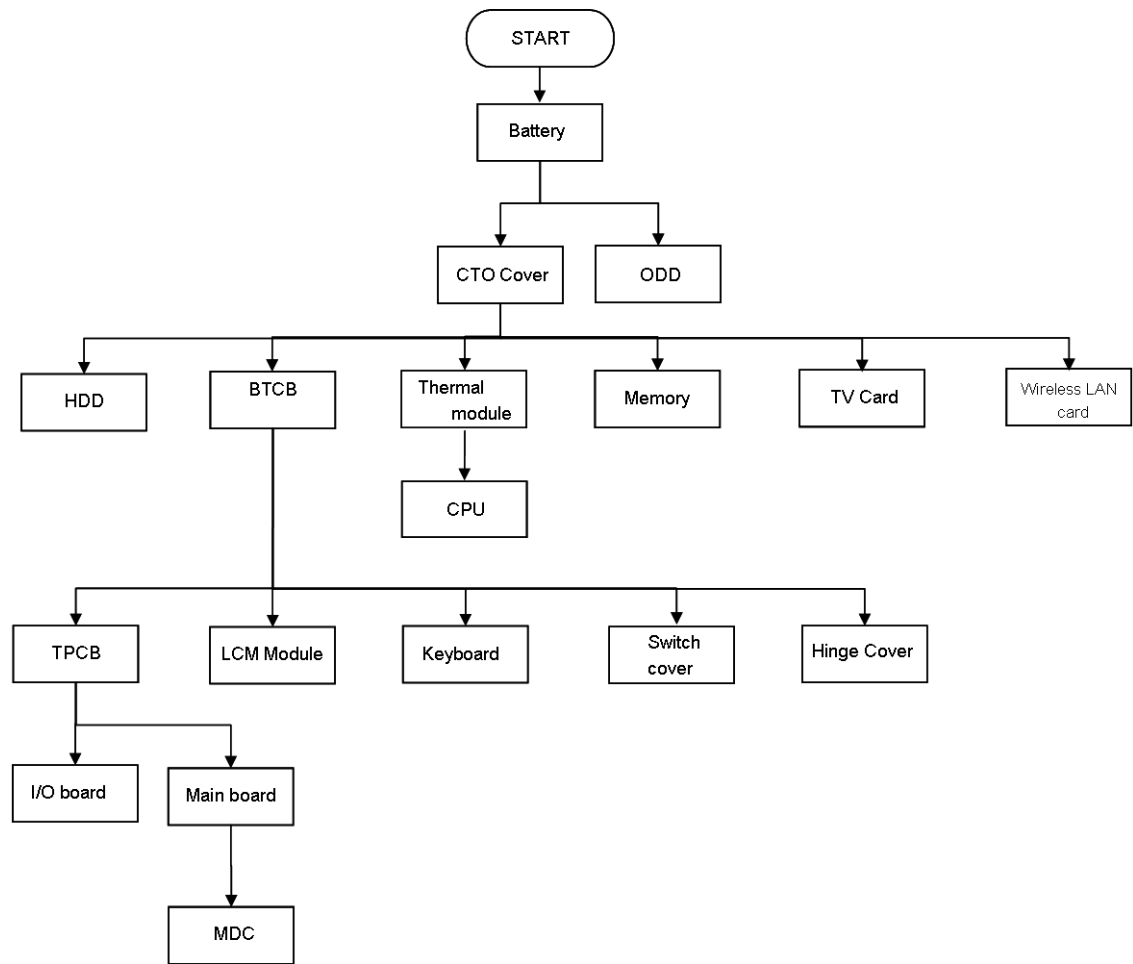 START
Battery
CTO Cover
ODD
HDD
BTCB
Thermal
module
Memory
TV Card
Wireless LAN
card
CPU
TPCB
LCM Module
Keyboard
Switch
cover
Hinge Cover
I/O board
Main board
MDC